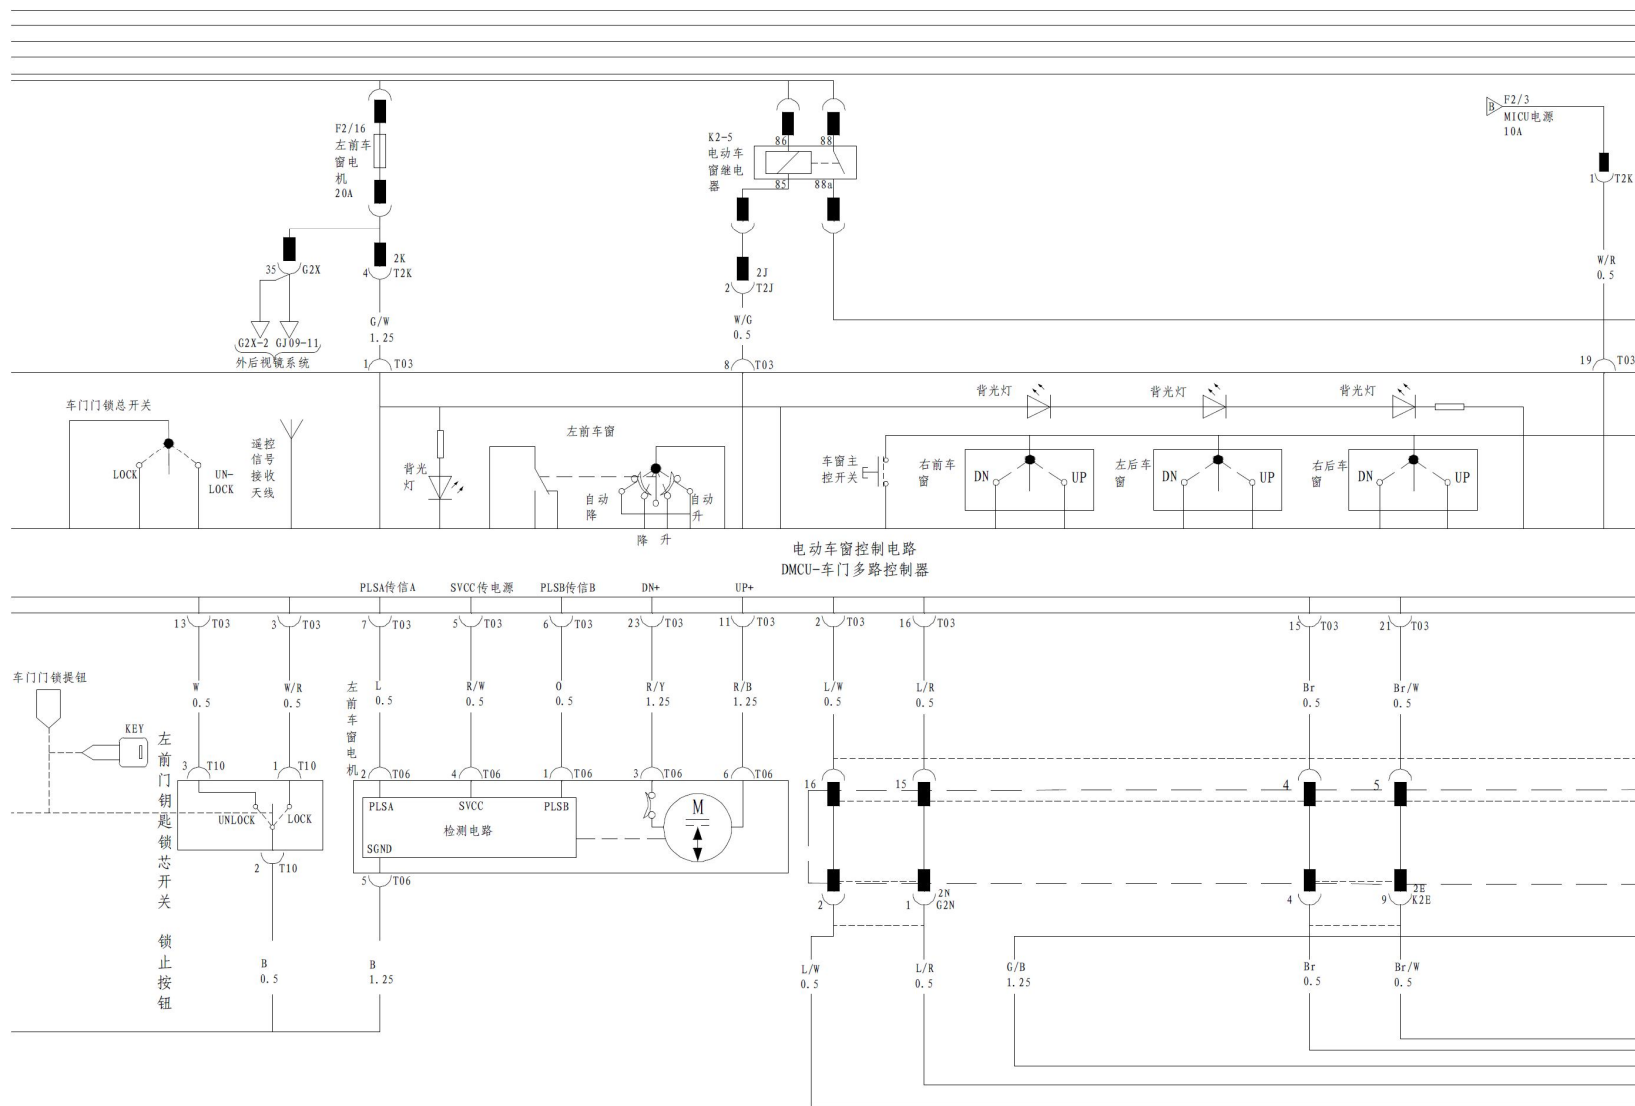 F2/16
左前车
窗电
机
20A
K2-5
电动车
窗继电
器
86
88
85
88a
B
F2/3
MICU电源
10A
1
T2K
35
G2X
2K
4
T2K
2J
2
T2J
W/R
0.5
G/W
1.25
W/G
0.5
G2X-2
GJ09-11
外后视镜系统
1
T03
8
T03
19
T03
车门门锁总开关
LOCK
UN-
LOCK
遥控
信号
接收
天线
背光
灯
左前车窗
自动
降
自动
升
降
升
背光灯
背光灯
背光灯
车窗主
控开关
右前车
窗
DN
UP
左后车
窗
DN
UP
右后车
窗
DN
UP
电动车窗控制电路
DMCU-车门多路控制器
PLSA传信A
SVCC传电源
PLSB传信B
DN+
UP+
13
T03
3
T03
7
T03
5
T03
6
T03
23
T03
11
T03
2
T03
16
T03
15
T03
21
T03
车门门锁提钮
KEY
W
0.5
W/R
0.5
左前车窗电机
L
0.5
R/W
0.5
O
0.5
R/Y
1.25
R/B
1.25
L/W
0.5
L/R
0.5
Br
0.5
Br/W
0.5
左前门钥匙锁芯开关 锁止按钮
3
T10
1
T10
2
T06
4
T06
1
T06
3
T06
6
T06
16
15
4
5
UNLOCK
LOCK
PLSA
SVCC
PLSB
检测电路
SGND
M
2
T10
5
T06
2
1
2N
G2N
4
9
2E
K2E
B
0.5
B
1.25
L/W
0.5
L/R
0.5
G/B
1.25
Br
0.5
Br/W
0.5